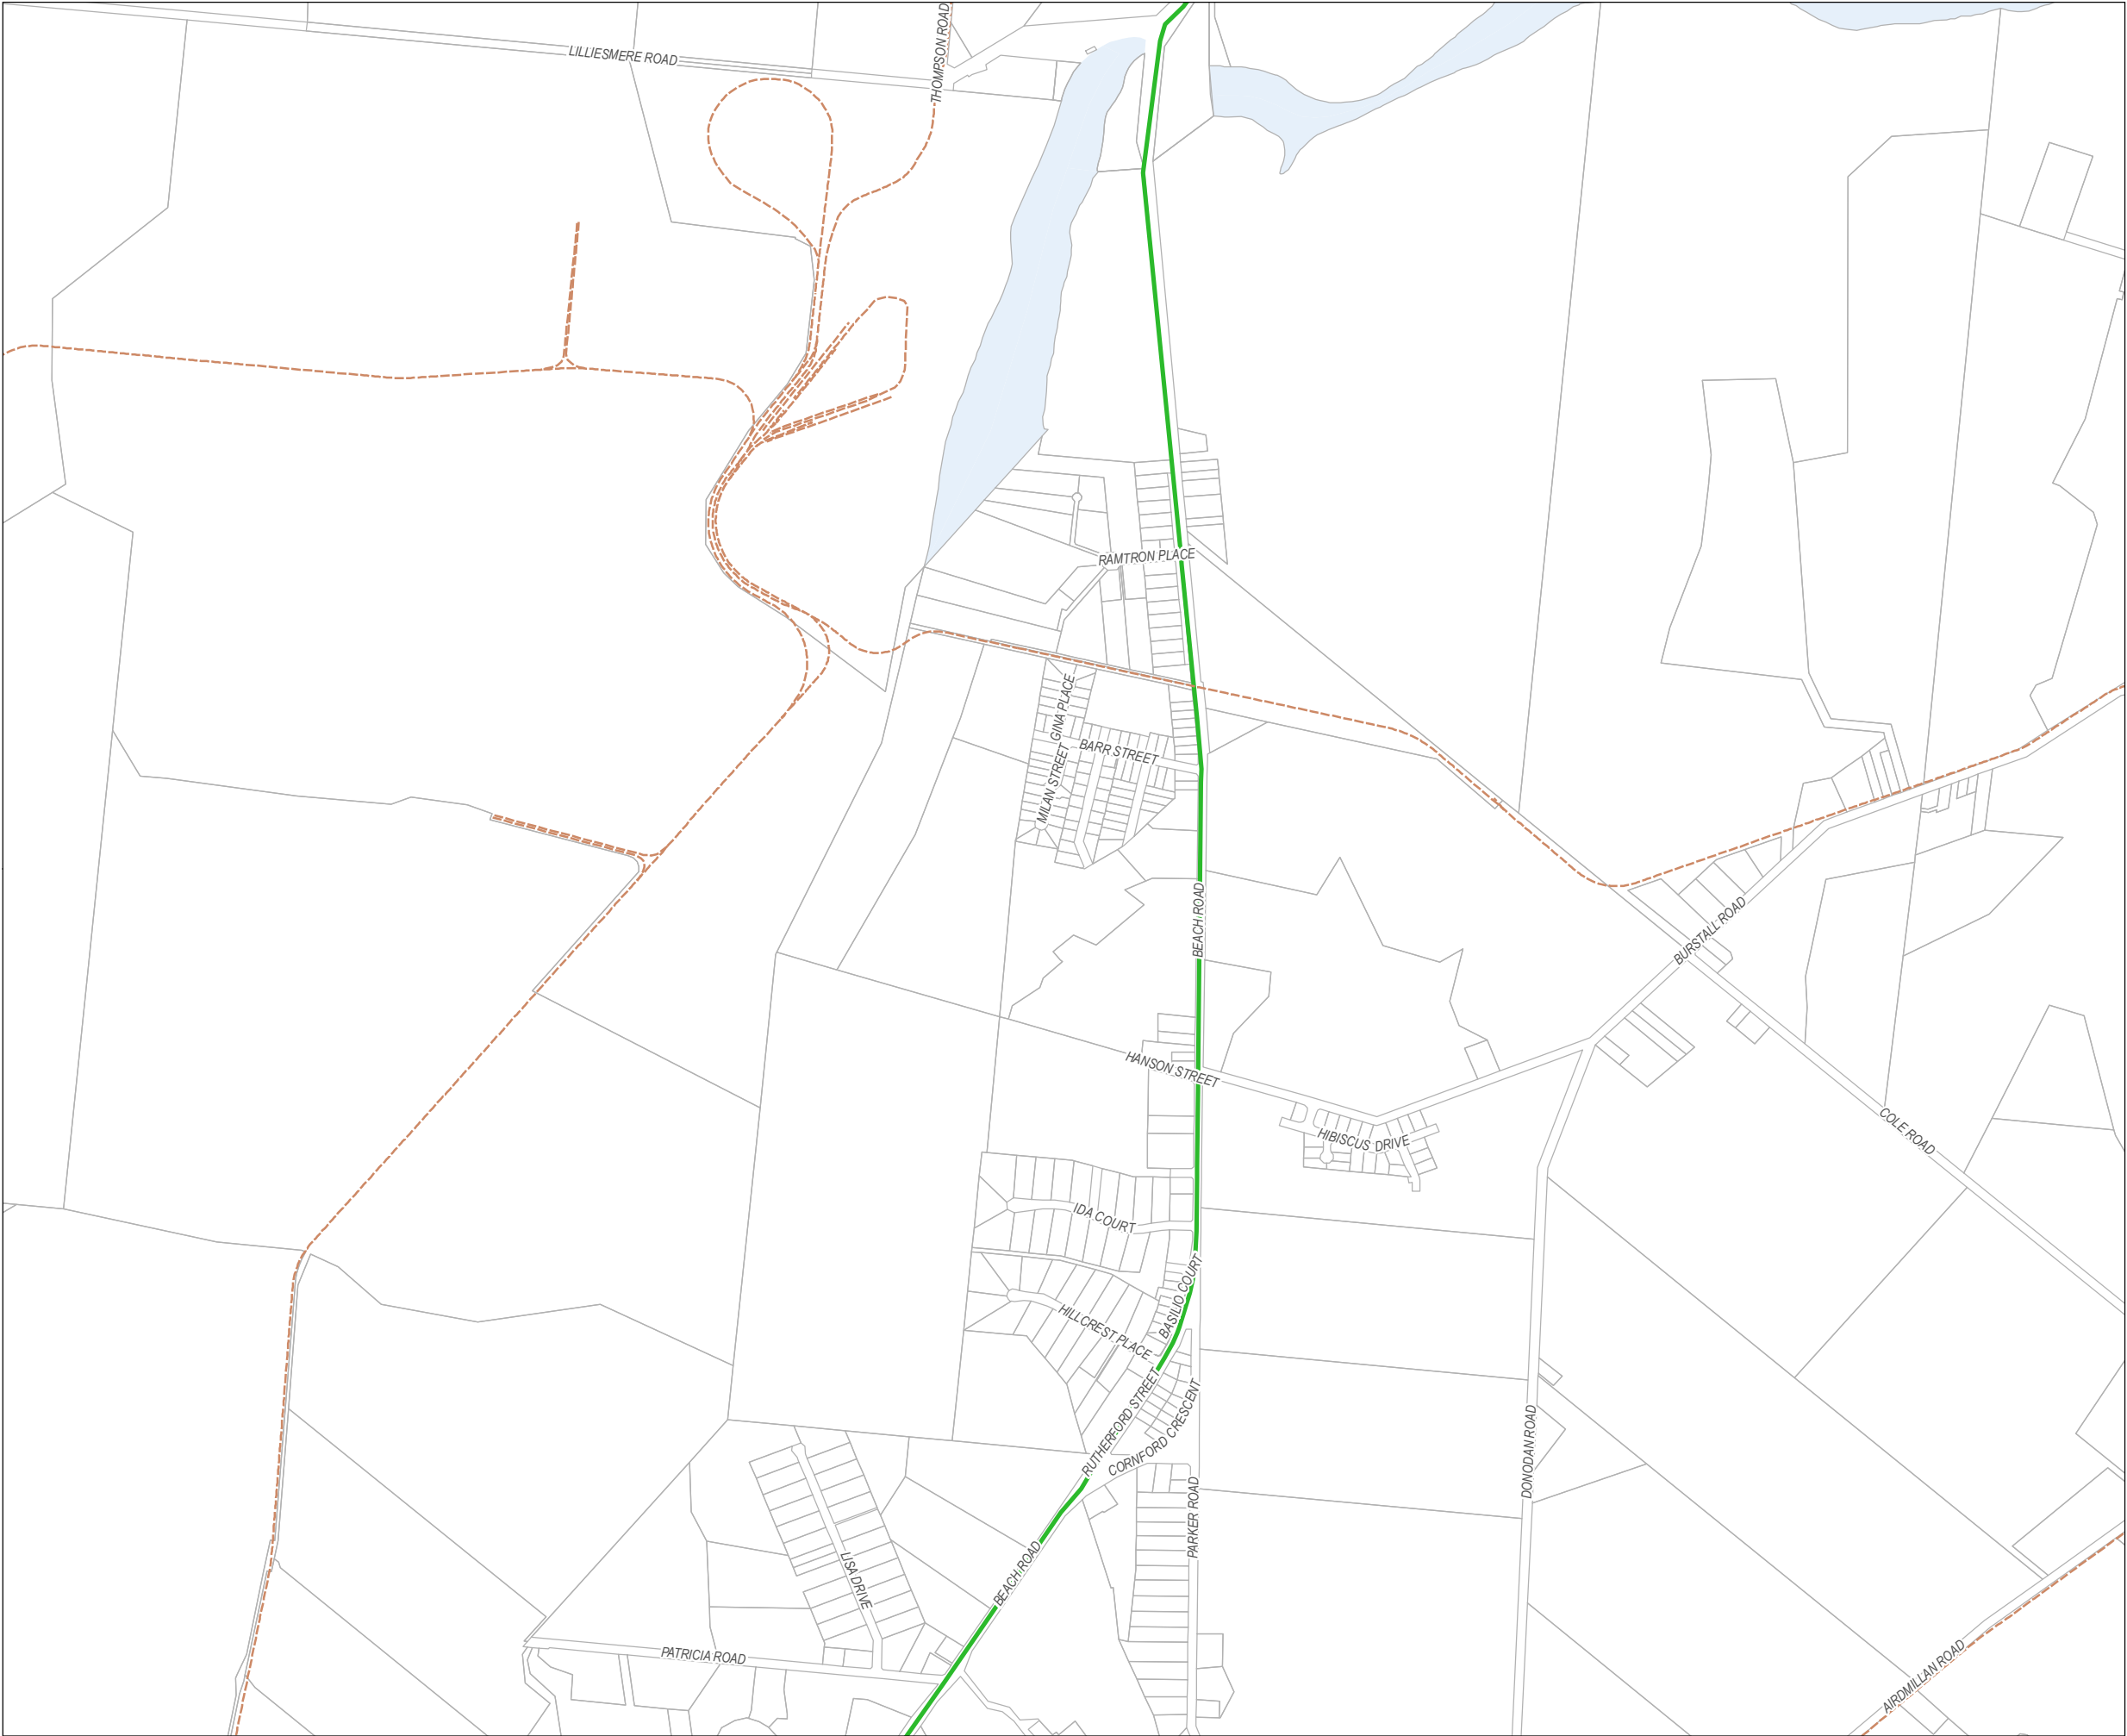 THOMPSON ROAD
LILLIESMERE ROAD
RAMTRON PLACE
GINA PLACE
BARR STREET
MILAN STREET
BEACH ROAD
BURSTALL ROAD
HANSON STREET
HIBISCUS DRIVE
COLE ROAD
IDA COURT
BASILIO COURT
HILLCREST PLACE
RUTHERFORD STREET
CORNFORD CRESCENT
DONODAN ROAD
PARKER ROAD
LISA DRIVE
BEACH ROAD
PATRICIA ROAD
AIRDMILLAN ROAD